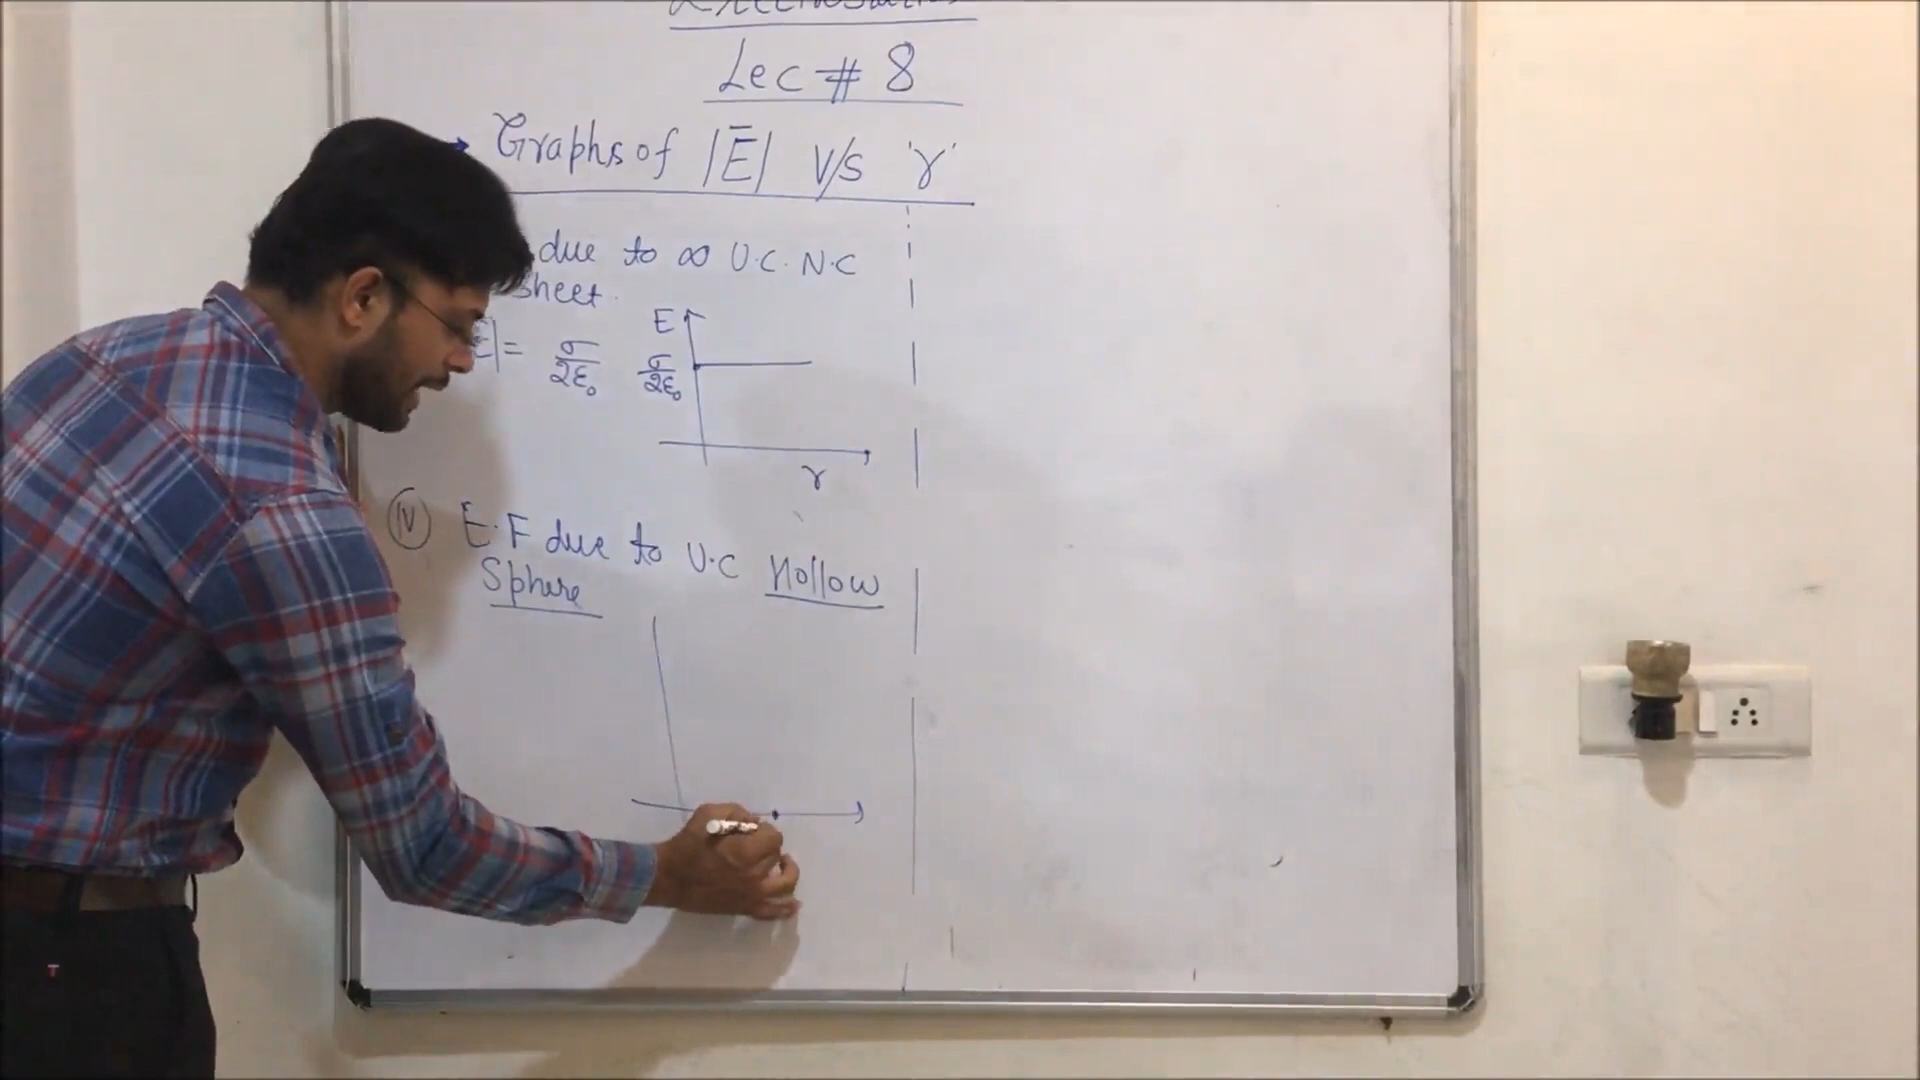 Lec # 8
→ Graphs of |E̅| v/s 'r'
due to ∞ U.C. N.C
sheet.
E| = σ/2ε₀
E
σ/2ε₀
r
(iv) E.F due to U.C Hollow
Sphere